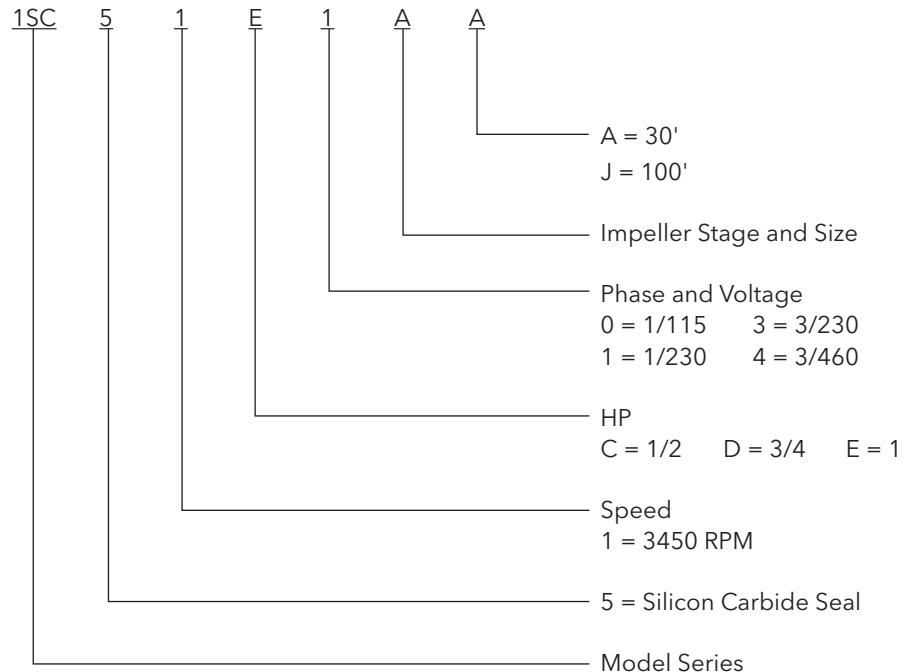 1SC 5 1 E 1 A A
A = 30'
J = 100'
Impeller Stage and Size
Phase and Voltage
0 = 1/115 3 = 3/230
1 = 1/230 4 = 3/460
HP
C = 1/2 D = 3/4 E = 1
Speed
1 = 3450 RPM
5 = Silicon Carbide Seal
Model Series